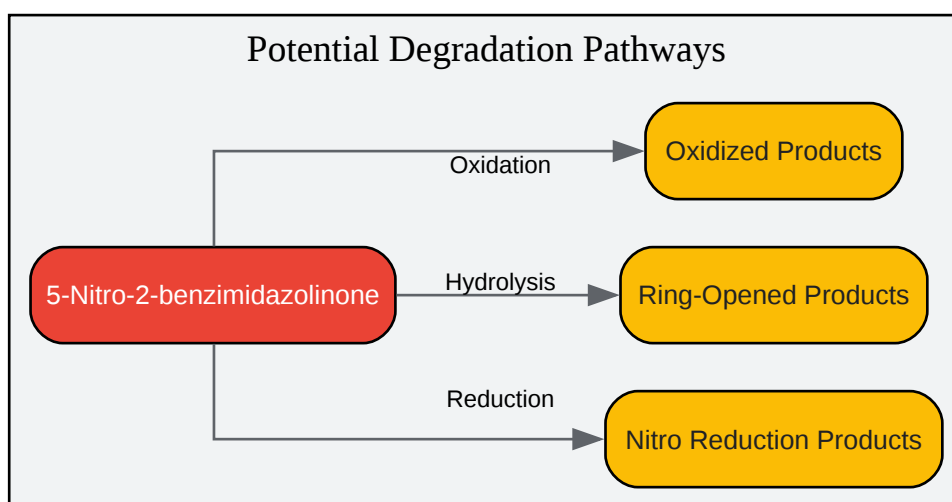 Potential Degradation Pathways
Oxidized Products
Oxidation
5-Nitro-2-benzimidazolinone
Hydrolysis
Ring-Opened Products
Reduction
Nitro Reduction Products